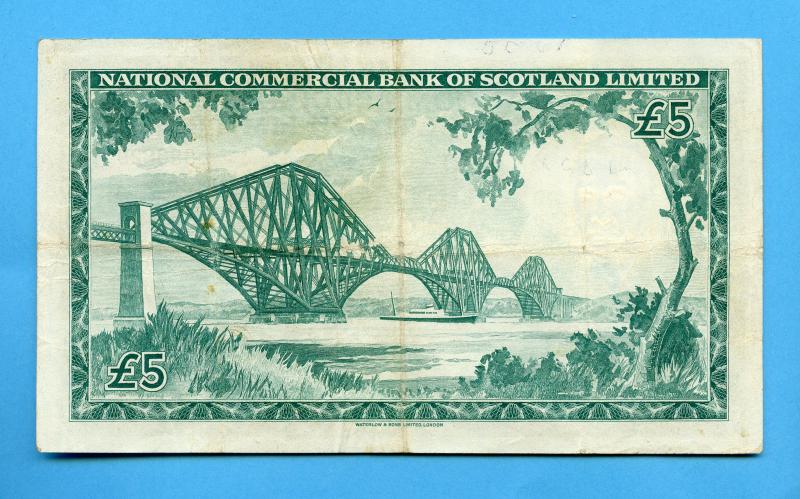 NATIONAL COMMERCIAL BANK OF SCOTLAND LIMITED
£5
£5
WATERLOW & SONS LIMITED, LONDON